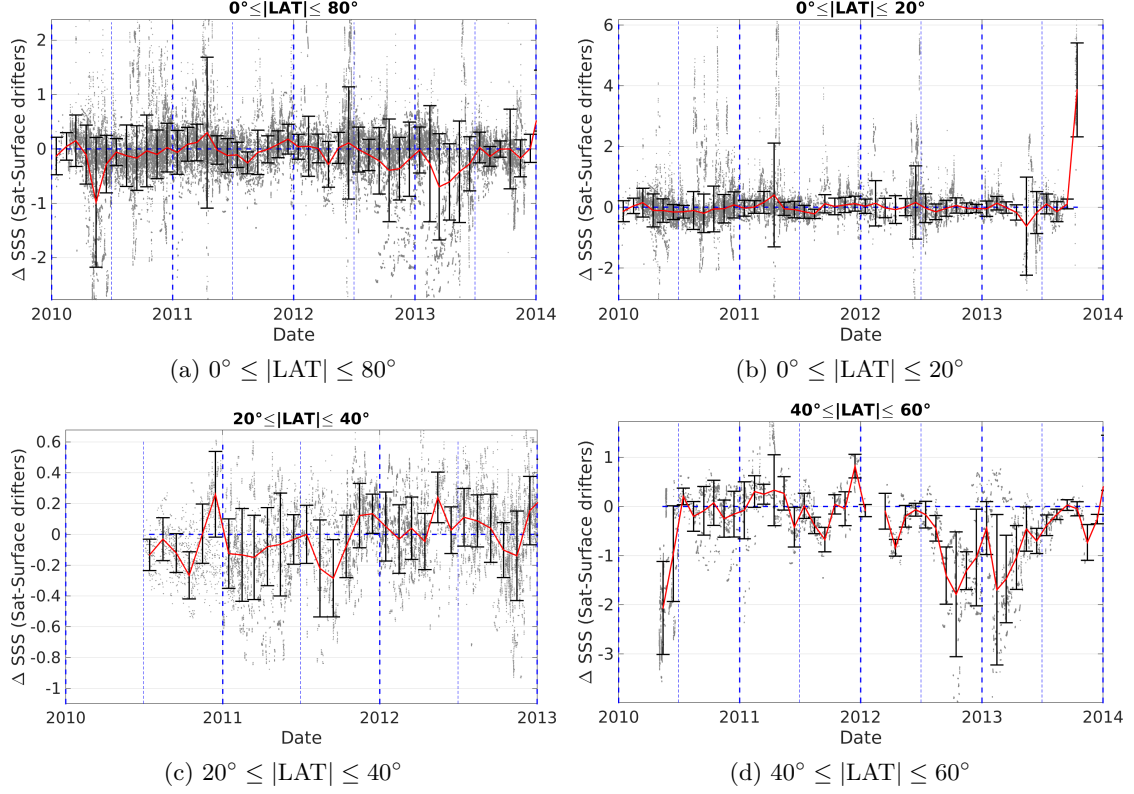 0°≤|LAT|≤ 80°
Δ SSS (Sat-Surface drifters)
2
1
0
-1
-2
2010
2011
2012
2013
2014
Date
(a) 0° ≤ |LAT| ≤ 80°
0°≤|LAT|≤ 20°
Δ SSS (Sat-Surface drifters)
6
4
2
0
-2
2010
2011
2012
2013
2014
Date
(b) 0° ≤ |LAT| ≤ 20°
20°≤|LAT|≤ 40°
Δ SSS (Sat-Surface drifters)
0.6
0.4
0.2
0
-0.2
-0.4
-0.6
-0.8
-1
2010
2011
2012
2013
Date
(c) 20° ≤ |LAT| ≤ 40°
40°≤|LAT|≤ 60°
Δ SSS (Sat-Surface drifters)
1
0
-1
-2
-3
2010
2011
2012
2013
2014
Date
(d) 40° ≤ |LAT| ≤ 60°